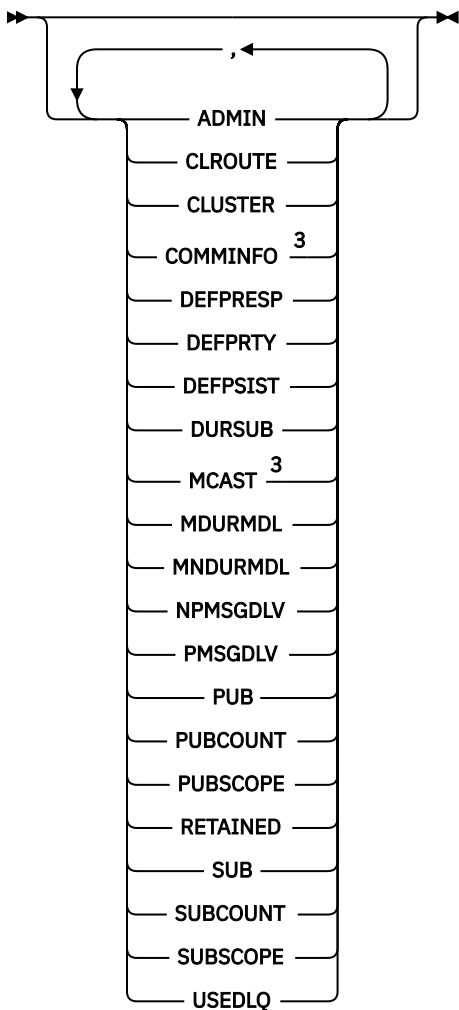 ,
ADMIN
CLROUTE
CLUSTER
COMMINFO 3
DEFPRESP
DEFPRTY
DEFPSIST
DURSUB
MCAST 3
MDURMDL
MNDURMDL
NPMSGDLV
PMSGDLV
PUB
PUBCOUNT
PUBSCOPE
RETAINED
SUB
SUBCOUNT
SUBSCOPE
USEDLQ